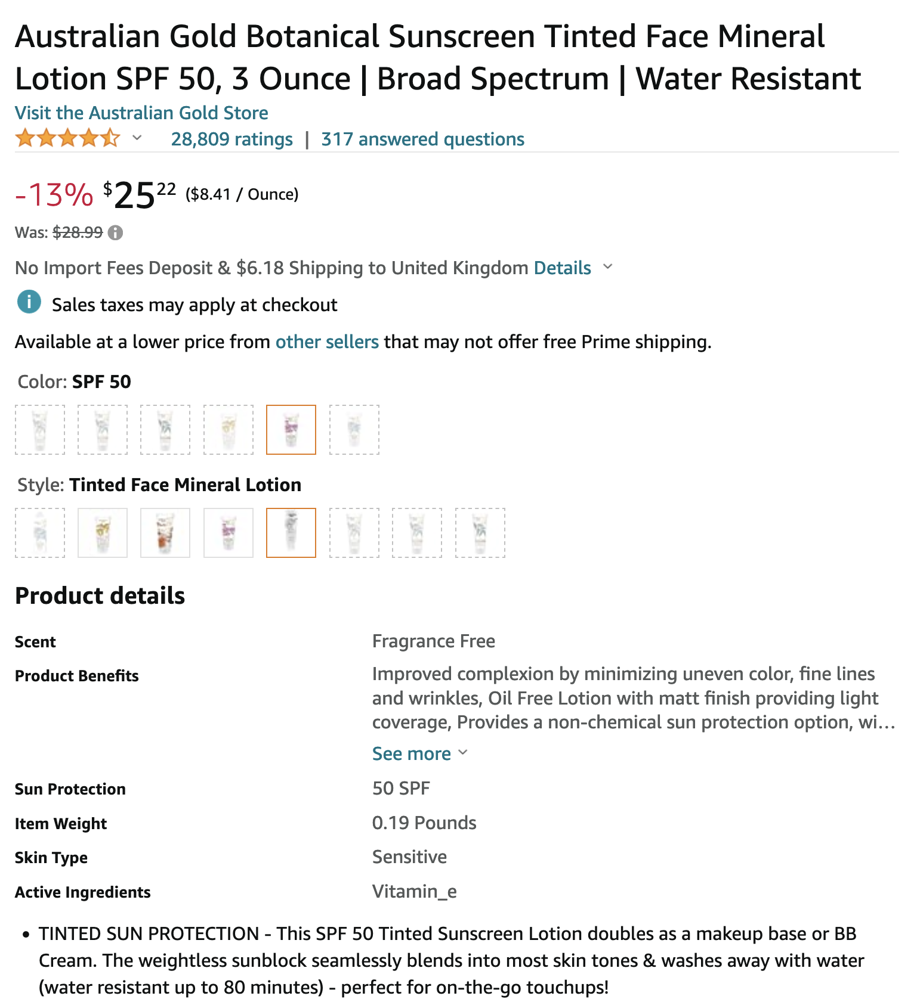 Australian Gold Botanical Sunscreen Tinted Face Mineral
Lotion SPF 50, 3 Ounce | Broad Spectrum | Water Resistant
Visit the Australian Gold Store
28,809 ratings | 317 answered questions
-13% $25 22 ($8.41 / Ounce)
Was: $28.99
No Import Fees Deposit & $6.18 Shipping to United Kingdom Details
Sales taxes may apply at checkout
Available at a lower price from other sellers that may not offer free Prime shipping.
Color: SPF 50
Style: Tinted Face Mineral Lotion
Product details
Scent Fragrance Free
Product Benefits Improved complexion by minimizing uneven color, fine lines
and wrinkles, Oil Free Lotion with matt finish providing light
coverage, Provides a non-chemical sun protection option, wi...
See more
Sun Protection 50 SPF
Item Weight 0.19 Pounds
Skin Type Sensitive
Active Ingredients Vitamin_e
• TINTED SUN PROTECTION - This SPF 50 Tinted Sunscreen Lotion doubles as a makeup base or BB
Cream. The weightless sunblock seamlessly blends into most skin tones & washes away with water
(water resistant up to 80 minutes) - perfect for on-the-go touchups!